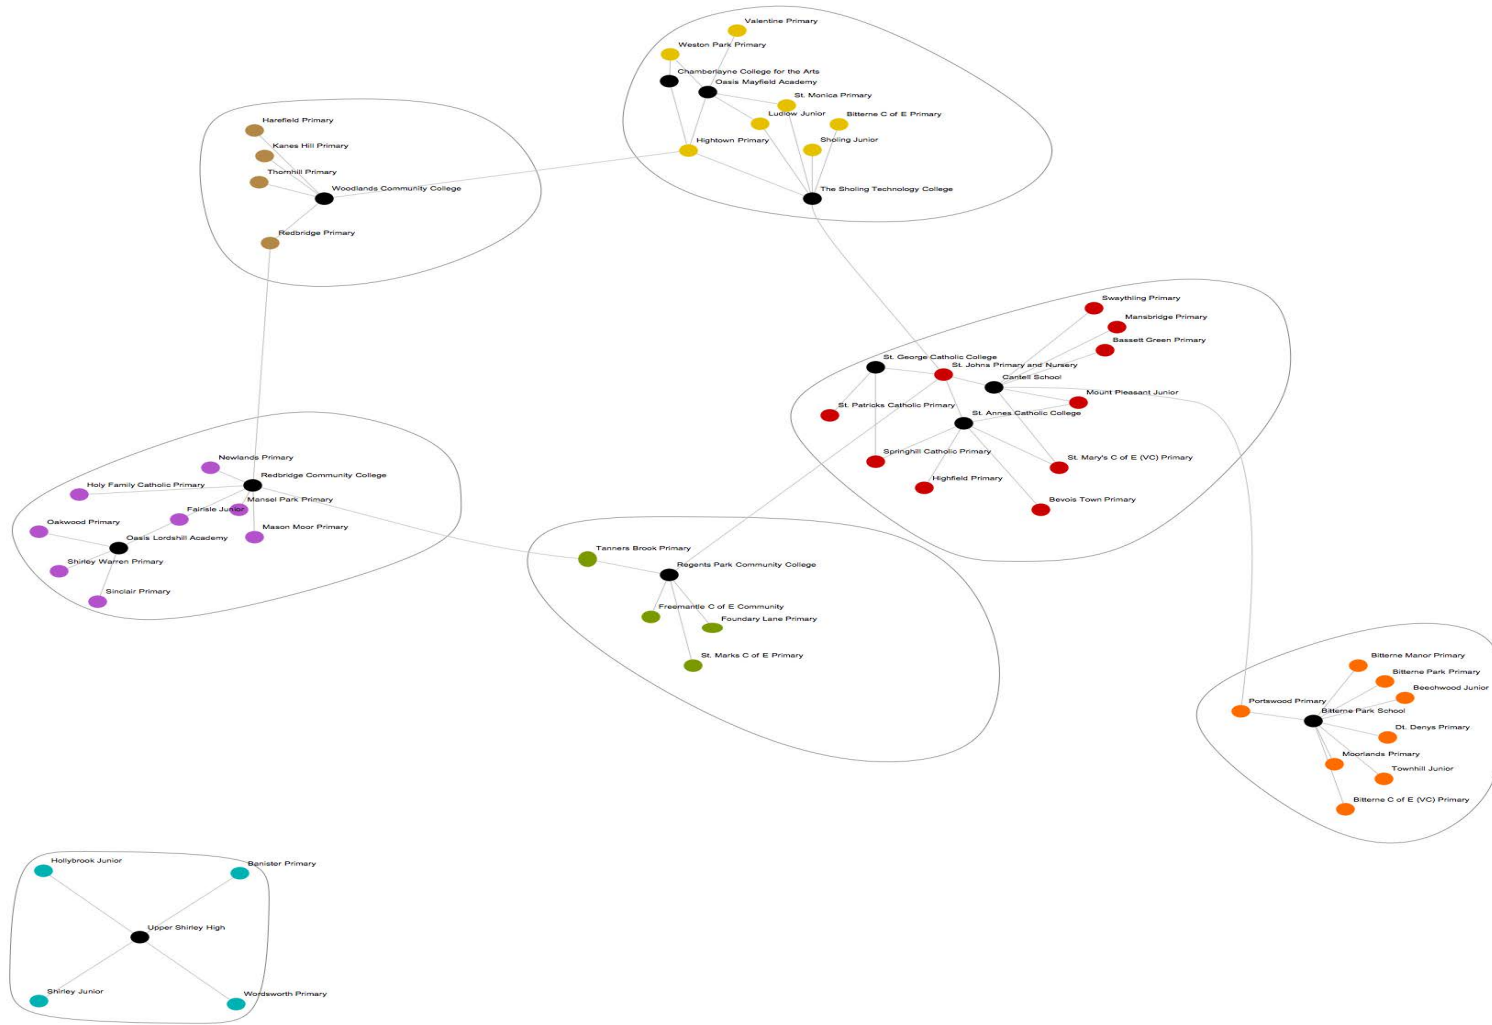 Valentine Primary
Weston Park Primary
Chamberlayne College for the Arts
Oasis Mayfield Academy
St. Monica Primary
Ludlow Junior
Bitterne C of E Primary
Hightown Primary
Sholing Junior
The Sholing Technology College
Harefield Primary
Kanes Hill Primary
Thornhill Primary
Woodlands Community College
Redbridge Primary
Swaythling Primary
Mansbridge Primary
Bassett Green Primary
St. George Catholic College
St. Johns Primary and Nursery
Cantell School
Mount Pleasant Junior
St. Patricks Catholic Primary
St. Annes Catholic College
Springhill Catholic Primary
St. Mary's C of E (VC) Primary
Highfield Primary
Bevois Town Primary
Newlands Primary
Redbridge Community College
Holy Family Catholic Primary
Mansel Park Primary
Fairisle Junior
Oakwood Primary
Mason Moor Primary
Oasis Lordshill Academy
Shirley Warren Primary
Sinclair Primary
Tanners Brook Primary
Regents Park Community College
Freemantle C of E Community
Foundary Lane Primary
St. Marks C of E Primary
Bitterne Manor Primary
Bitterne Park Primary
Beechwood Junior
Portswood Primary
Bitterne Park School
Dt. Denys Primary
Moorlands Primary
Townhill Junior
Bitterne C of E (VC) Primary
Hollybrook Junior
Banister Primary
Upper Shirley High
Shirley Junior
Wordsworth Primary